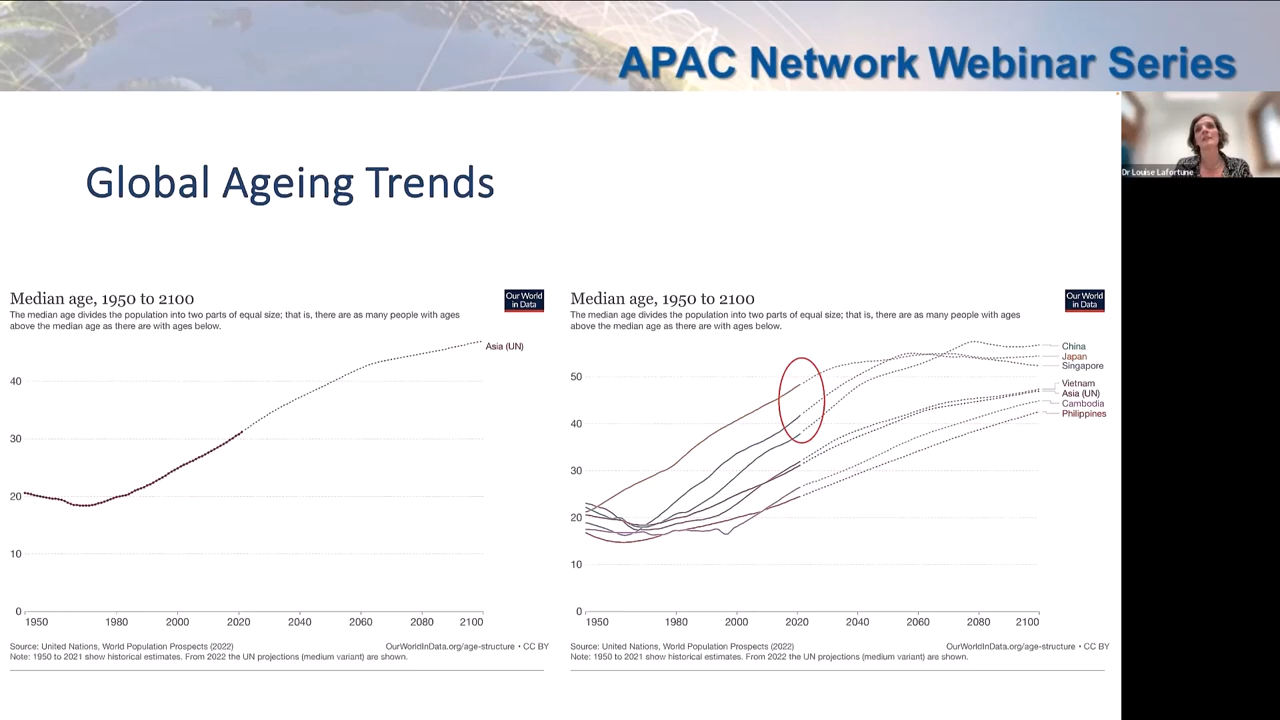 APAC Network Webinar Series
Dr Louise Lafortune
Global Ageing Trends
Median age, 1950 to 2100
Our World
in Data
The median age divides the population into two parts of equal size; that is, there are as many people with ages
above the median age as there are with ages below.
Asia (UN)
40
30
20
10
0
1950
1980
2000
2020
2040
2060
2080
2100
Source: United Nations, World Population Prospects (2022)
OurWorldInData.org/age-structure • CC BY
Note: 1950 to 2021 show historical estimates. From 2022 the UN projections (medium variant) are shown.
Median age, 1950 to 2100
Our World
in Data
The median age divides the population into two parts of equal size; that is, there are as many people with ages
above the median age as there are with ages below.
China
Japan
Singapore
Vietnam
Asia (UN)
Cambodia
Philippines
50
40
30
20
10
0
1950
1980
2000
2020
2040
2060
2080
2100
Source: United Nations, World Population Prospects (2022)
OurWorldInData.org/age-structure • CC BY
Note: 1950 to 2021 show historical estimates. From 2022 the UN projections (medium variant) are shown.